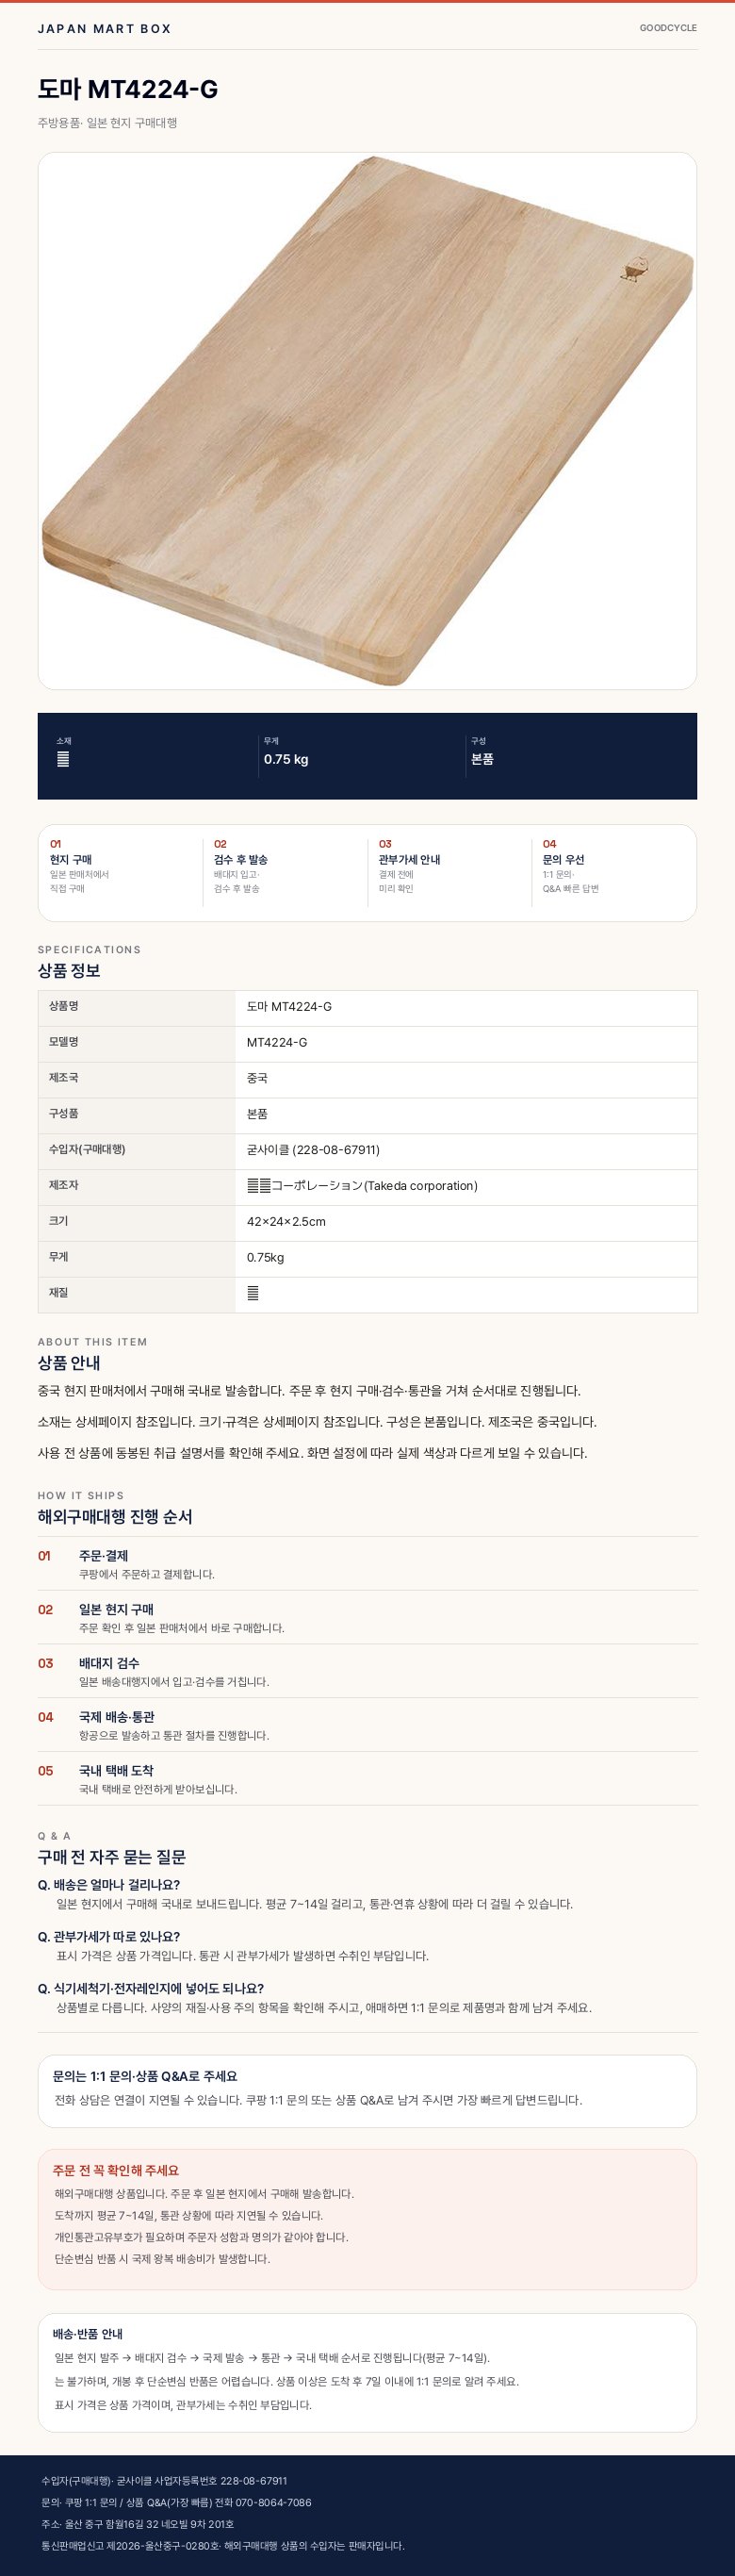 JAPAN MART BOX
GOODCYCLE
도마 MT4224-G
주방용품· 일본 현지 구매대행
소재
무게
0.75 kg
구성
본품
01
현지 구매
일본 판매처에서
직접 구매
02
검수 후 발송
배대지 입고·
검수 후 발송
03
관부가세 안내
결제 전에
미리 확인
04
문의 우선
1:1 문의·
Q&A 빠른 답변
SPECIFICATIONS
상품 정보
상품명 도마 MT4224-G
모델명 MT4224-G
제조국 중국
구성품 본품
수입자(구매대행) 굳사이클 (228-08-67911)
제조자 コーポレーション(Takeda corporation)
크기 42×24×2.5cm
무게 0.75kg
재질
ABOUT THIS ITEM
상품 안내
중국 현지 판매처에서 구매해 국내로 발송합니다. 주문 후 현지 구매·검수·통관을 거쳐 순서대로 진행됩니다.
소재는 상세페이지 참조입니다. 크기·규격은 상세페이지 참조입니다. 구성은 본품입니다. 제조국은 중국입니다.
사용 전 상품에 동봉된 취급 설명서를 확인해 주세요. 화면 설정에 따라 실제 색상과 다르게 보일 수 있습니다.
HOW IT SHIPS
해외구매대행 진행 순서
01 주문·결제
쿠팡에서 주문하고 결제합니다.
02 일본 현지 구매
주문 확인 후 일본 판매처에서 바로 구매합니다.
03 배대지 검수
일본 배송대행지에서 입고·검수를 거칩니다.
04 국제 배송·통관
항공으로 발송하고 통관 절차를 진행합니다.
05 국내 택배 도착
국내 택배로 안전하게 받아보십니다.
Q & A
구매 전 자주 묻는 질문
Q. 배송은 얼마나 걸리나요?
일본 현지에서 구매해 국내로 보내드립니다. 평균 7~14일 걸리고, 통관·연휴 상황에 따라 더 걸릴 수 있습니다.
Q. 관부가세가 따로 있나요?
표시 가격은 상품 가격입니다. 통관 시 관부가세가 발생하면 수취인 부담입니다.
Q. 식기세척기·전자레인지에 넣어도 되나요?
상품별로 다릅니다. 사양의 재질·사용 주의 항목을 확인해 주시고, 애매하면 1:1 문의로 제품명과 함께 남겨 주세요.
문의는 1:1 문의·상품 Q&A로 주세요
전화 상담은 연결이 지연될 수 있습니다. 쿠팡 1:1 문의 또는 상품 Q&A로 남겨 주시면 가장 빠르게 답변드립니다.
주문 전 꼭 확인해 주세요
해외구매대행 상품입니다. 주문 후 일본 현지에서 구매해 발송합니다.
도착까지 평균 7~14일, 통관 상황에 따라 지연될 수 있습니다.
개인통관고유부호가 필요하며 주문자 성함과 명의가 같아야 합니다.
단순변심 반품 시 국제 왕복 배송비가 발생합니다.
배송·반품 안내
일본 현지 발주 → 배대지 검수 → 국제 발송 → 통관 → 국내 택배 순서로 진행됩니다(평균 7~14일).
는 불가하며, 개봉 후 단순변심 반품은 어렵습니다. 상품 이상은 도착 후 7일 이내에 1:1 문의로 알려 주세요.
표시 가격은 상품 가격이며, 관부가세는 수취인 부담입니다.
수입자(구매대행)· 굳사이클 사업자등록번호 228-08-67911
문의· 쿠팡 1:1 문의 / 상품 Q&A(가장 빠름) 전화 070-8064-7086
주소· 울산 중구 함월16길 32 네오빌 9차 201호
통신판매업신고 제2026-울산중구-0280호· 해외구매대행 상품의 수입자는 판매자입니다.